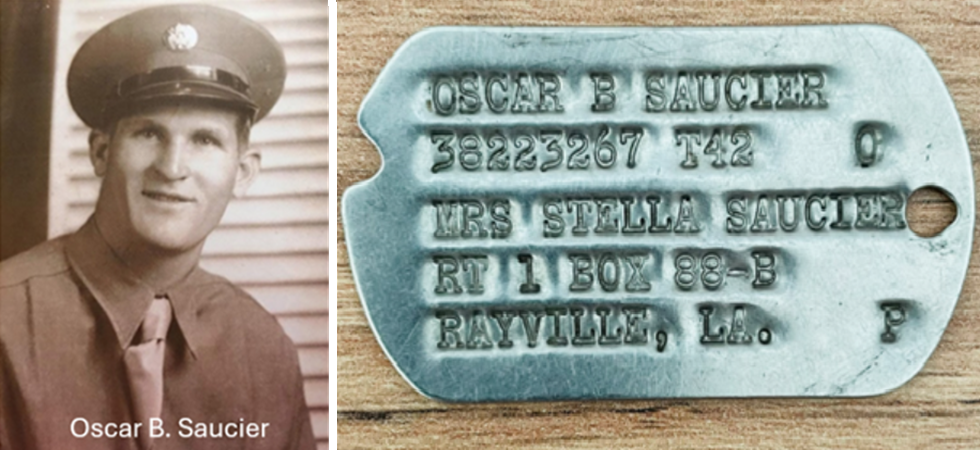 Oscar B. Saucier
OSCAR B SAUCIER
38223267 T42 O
MRS STELLA SAUCIER
RT 1 BOX 88-B
RAYVILLE, LA. P